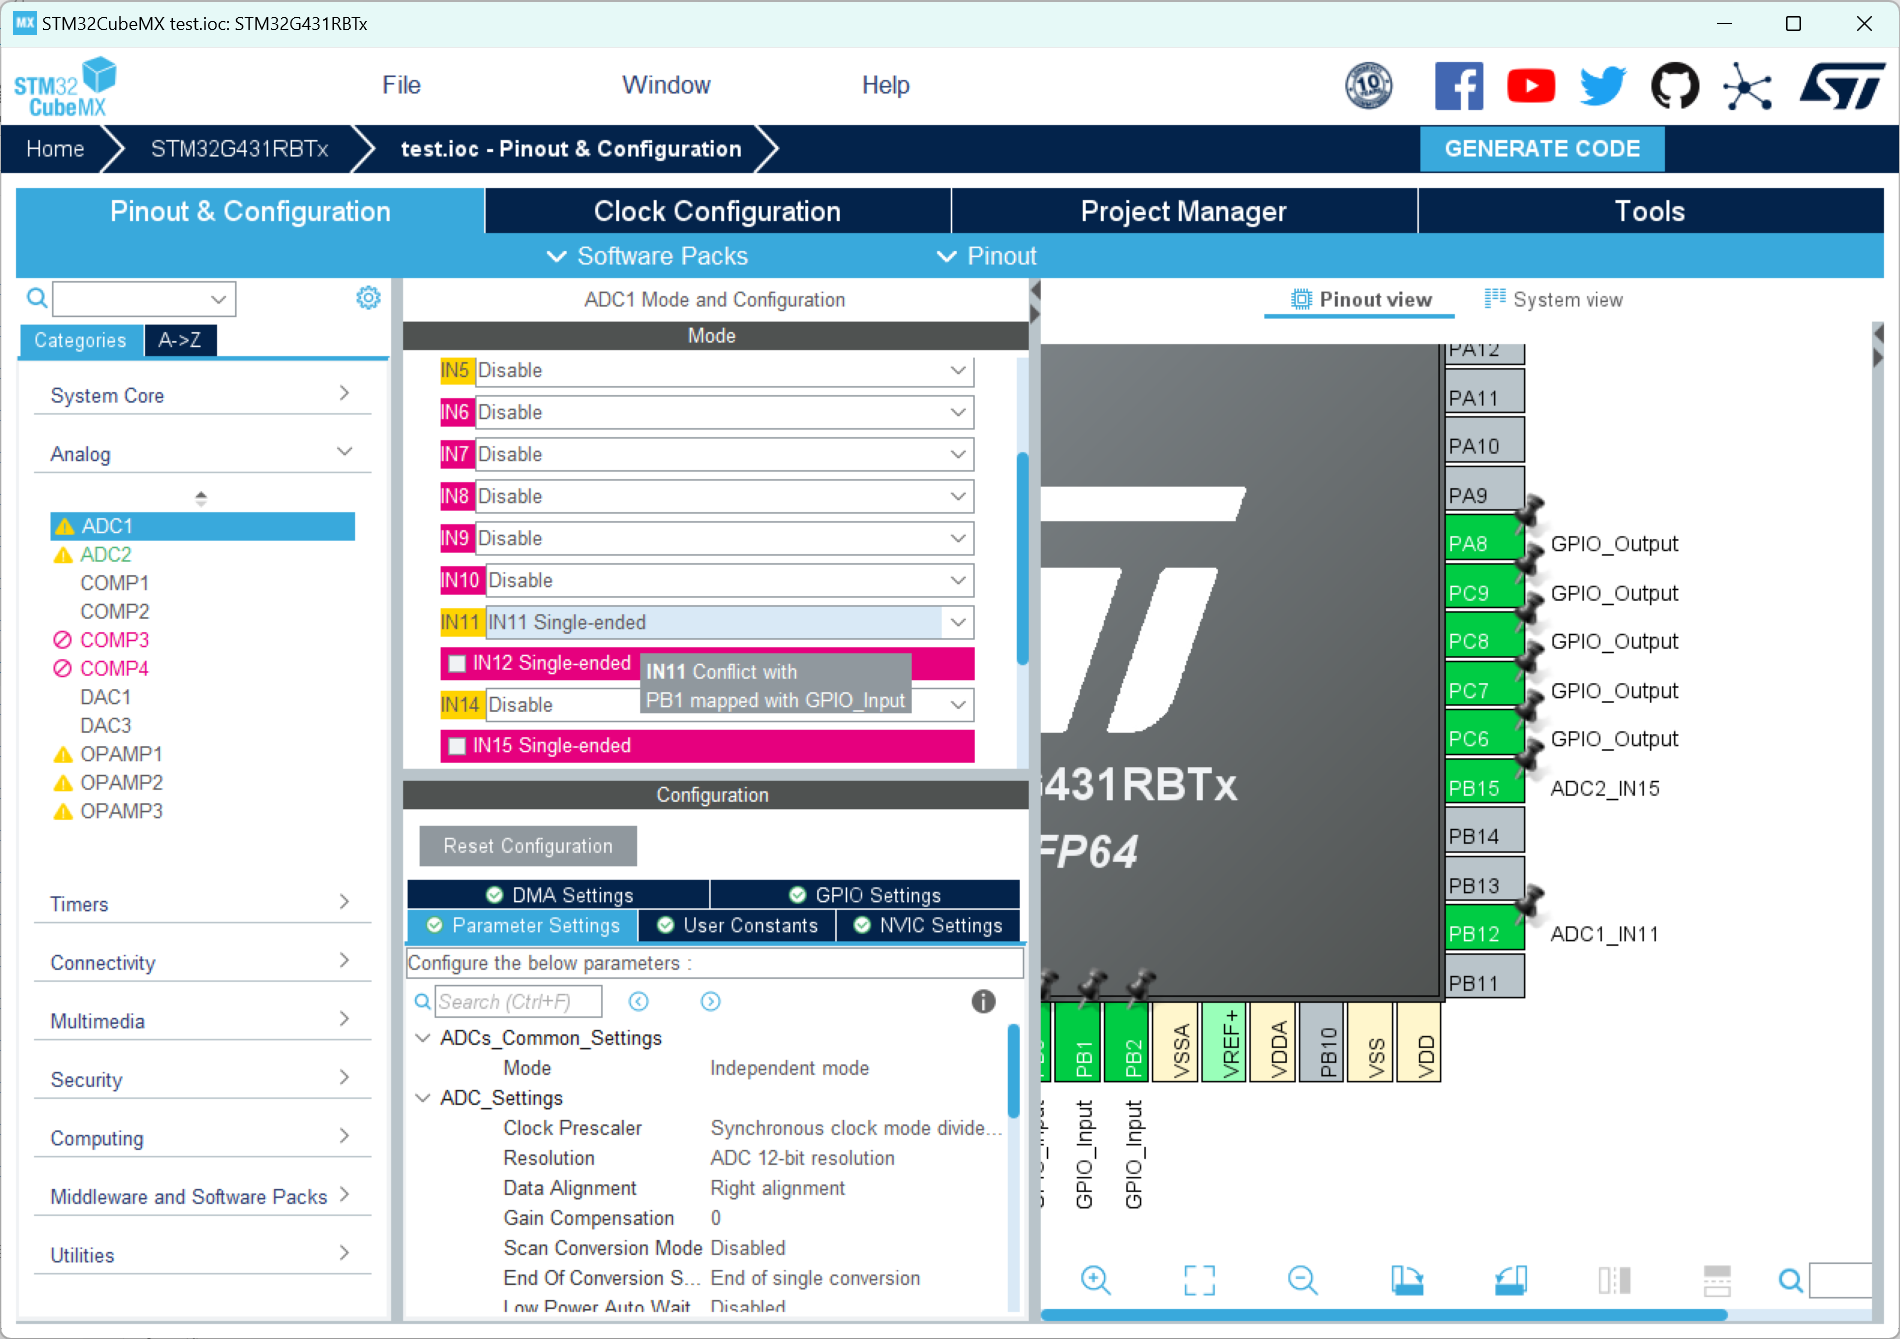 MX STM32CubeMX test.ioc: STM32G431RBTx
STM32
CubeMX
File
Window
Help
10
YEARS
ST
Home
STM32G431RBTx
test.ioc - Pinout & Configuration
GENERATE CODE
Pinout & Configuration
Clock Configuration
Project Manager
Tools
Software Packs
Pinout
Categories
A->Z
System Core
Analog
ADC1
ADC2
COMP1
COMP2
COMP3
COMP4
DAC1
DAC3
OPAMP1
OPAMP2
OPAMP3
Timers
Connectivity
Multimedia
Security
Computing
Middleware and Software Packs
Utilities
ADC1 Mode and Configuration
Mode
IN5 Disable
IN6 Disable
IN7 Disable
IN8 Disable
IN9 Disable
IN10 Disable
IN11 IN11 Single-ended
IN12 Single-ended
IN11 Conflict with
PB1 mapped with GPIO_Input
IN14 Disable
IN15 Single-ended
Configuration
Reset Configuration
DMA Settings
GPIO Settings
Parameter Settings
User Constants
NVIC Settings
Configure the below parameters :
Search (Ctrl+F)
ADCs_Common_Settings
Mode Independent mode
ADC_Settings
Clock Prescaler Synchronous clock mode divide...
Resolution ADC 12-bit resolution
Data Alignment Right alignment
Gain Compensation 0
Scan Conversion Mode Disabled
End Of Conversion S... End of single conversion
Low Power Auto Wait Disabled
Pinout view
System view
PA12
PA11
PA10
PA9
PA8 GPIO_Output
PC9 GPIO_Output
PC8 GPIO_Output
PC7 GPIO_Output
PC6 GPIO_Output
PB15 ADC2_IN15
PB14
PB13
PB12 ADC1_IN11
PB11
431RBTx
FP64
PB1
PB2
VSSA
VREF+
VDDA
PB10
VSS
VDD
GPIO_Input
GPIO_Input